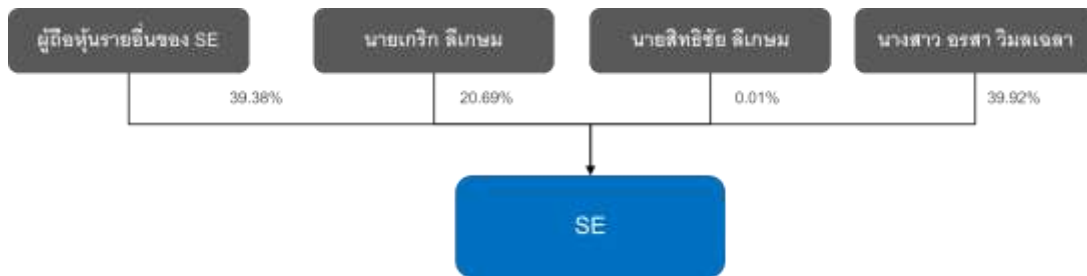 ผู้ถือหุ้นรายอื่นของ SE
นายเกริก ลีเกษม
นายสิทธิชัย ลีเกษม
นางสาว อรสา วิมลเฉลา
39.38%
20.69%
0.01%
39.92%
SE